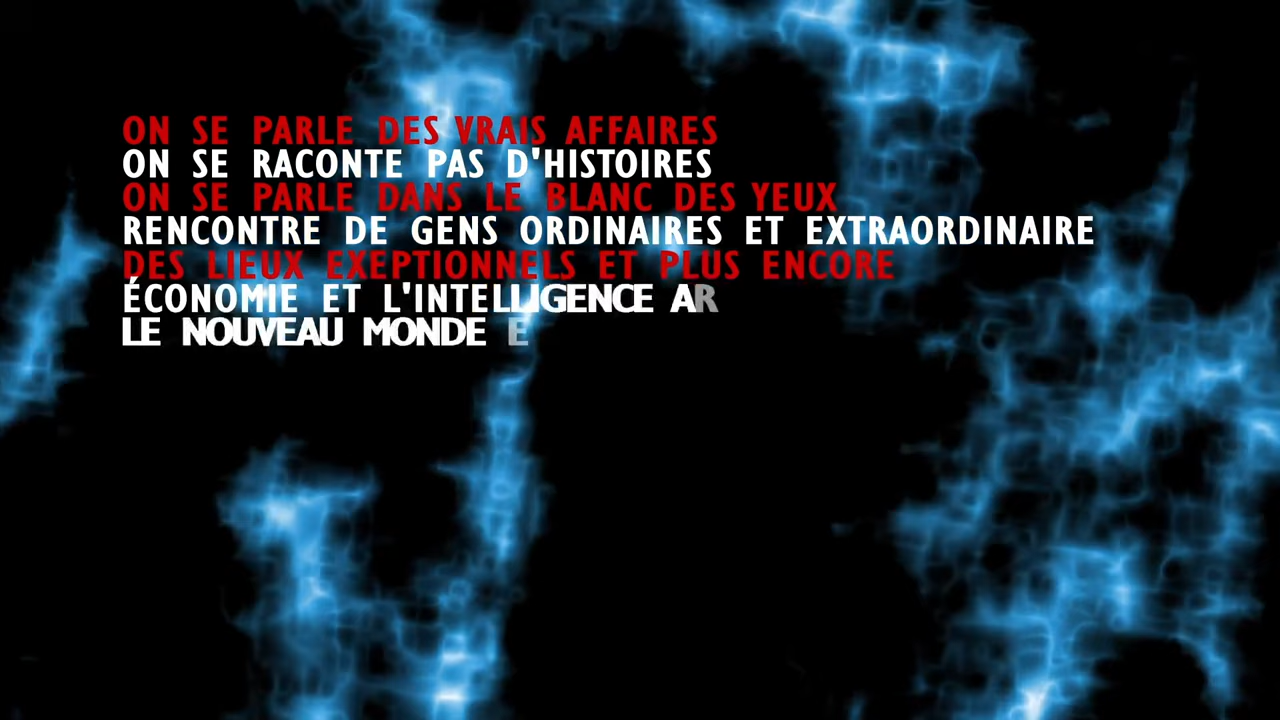 ON SE PARLE DES VRAIS AFFAIRES
ON SE RACONTE PAS D'HISTOIRES
ON SE PARLE DANS LE BLANC DES YEUX
RENCONTRE DE GENS ORDINAIRES ET EXTRAORDINAIRE
DES LIEUX EXEPTIONNELS ET PLUS ENCORE
ÉCONOMIE ET L'INTELLIGENCE AR
LE NOUVEAU MONDE E